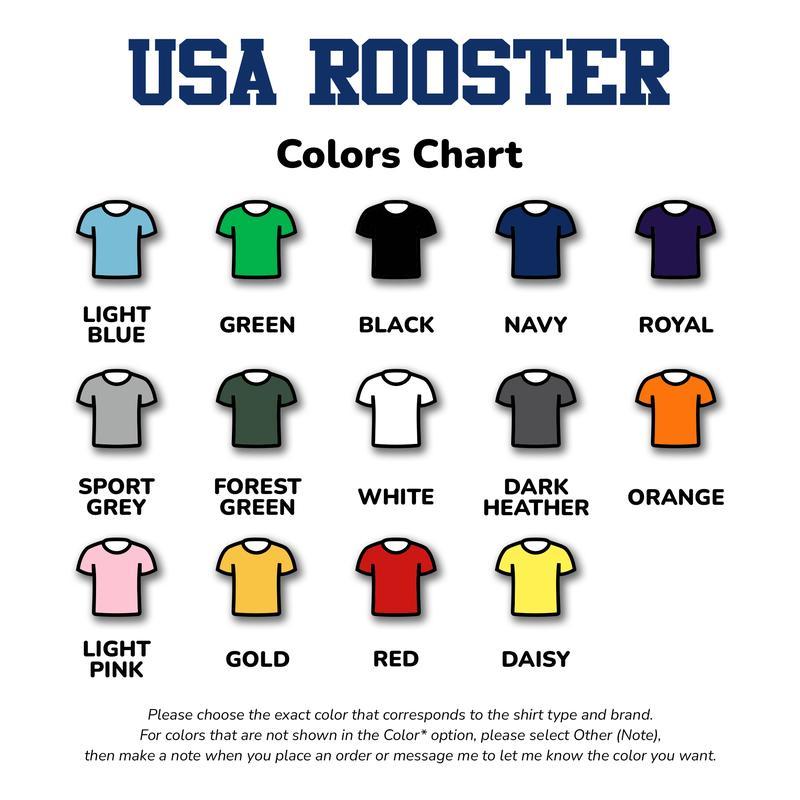 USA ROOSTER
Colors Chart
LIGHT
BLUE
GREEN
BLACK
NAVY
ROYAL
SPORT
GREY
FOREST
GREEN
WHITE
DARK
HEATHER
ORANGE
LIGHT
PINK
GOLD
RED
DAISY
Please choose the exact color that corresponds to the shirt type and brand.
For colors that are not shown in the Color* option, please select Other (Note),
then make a note when you place an order or message me to let me know the color you want.